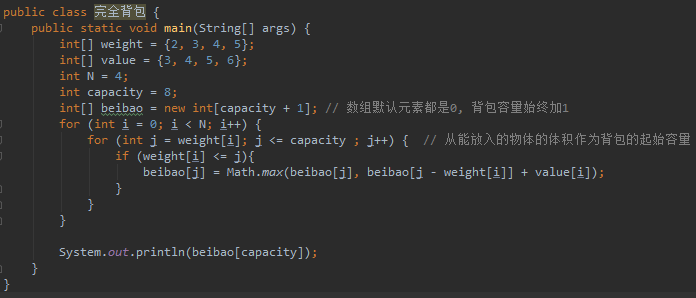 public class 完全背包 {
    public static void main(String[] args) {
        int[] weight = {2, 3, 4, 5};
        int[] value = {3, 4, 5, 6};
        int N = 4;
        int capacity = 8;
        int[] beibao = new int[capacity + 1]; // 数组默认元素都是0, 背包容量始终加1
        for (int i = 0; i < N; i++) {
            for (int j = weight[i]; j <= capacity ; j++) {  // 从能放入的物体的体积作为背包的起始容量
                if (weight[i] <= j){
                    beibao[j] = Math.max(beibao[j], beibao[j - weight[i]] + value[i]);
                }
            }
        }
        System.out.println(beibao[capacity]);
    }
}